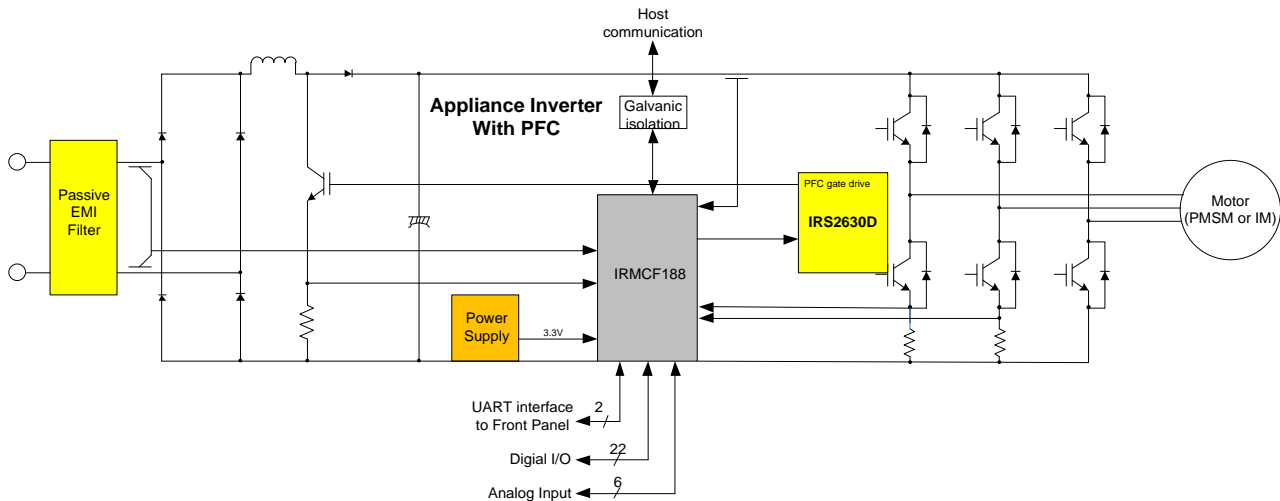 Host
communication
Appliance Inverter
With PFC
Galvanic
isolation
Passive
EMI
Filter
PFC gate drive
IRS2630D
Motor
(PMSM or IM)
IRMCF188
Power
Supply
3.3V
UART interface
to Front Panel
2
Digial I/O
22
Analog Input
6